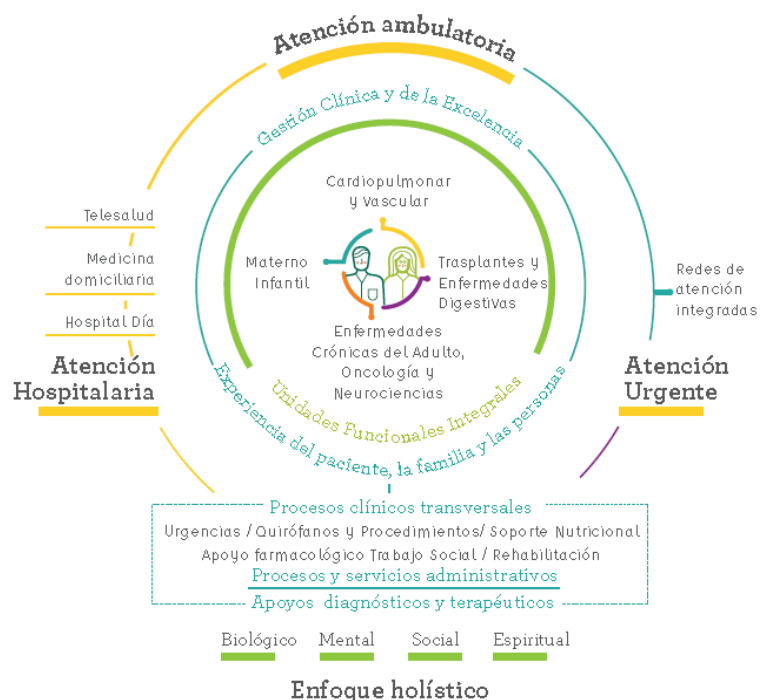 Atención ambulatoria
Gestión Clínica y de la Excelencia
Cardiopulmonar
y Vascular
Materno
Infantil
Trasplantes y
Enfermedades
Digestivas
Enfermedades
Crónicas del Adulto,
Oncología y
Neurociencias
Unidades Funcionales Integrales
Experiencia del paciente, la familia y las personas
Telesalud
Medicina
domiciliaria
Hospital Día
Atención
Hospitalaria
Redes de
atención
integradas
Atención
Urgente
Procesos clínicos transversales
Urgencias / Quirófanos y Procedimientos/ Soporte Nutricional
Apoyo farmacológico Trabajo Social / Rehabilitación
Procesos y servicios administrativos
Apoyos diagnósticos y terapéuticos
Biológico Mental Social Espiritual
Enfoque holístico